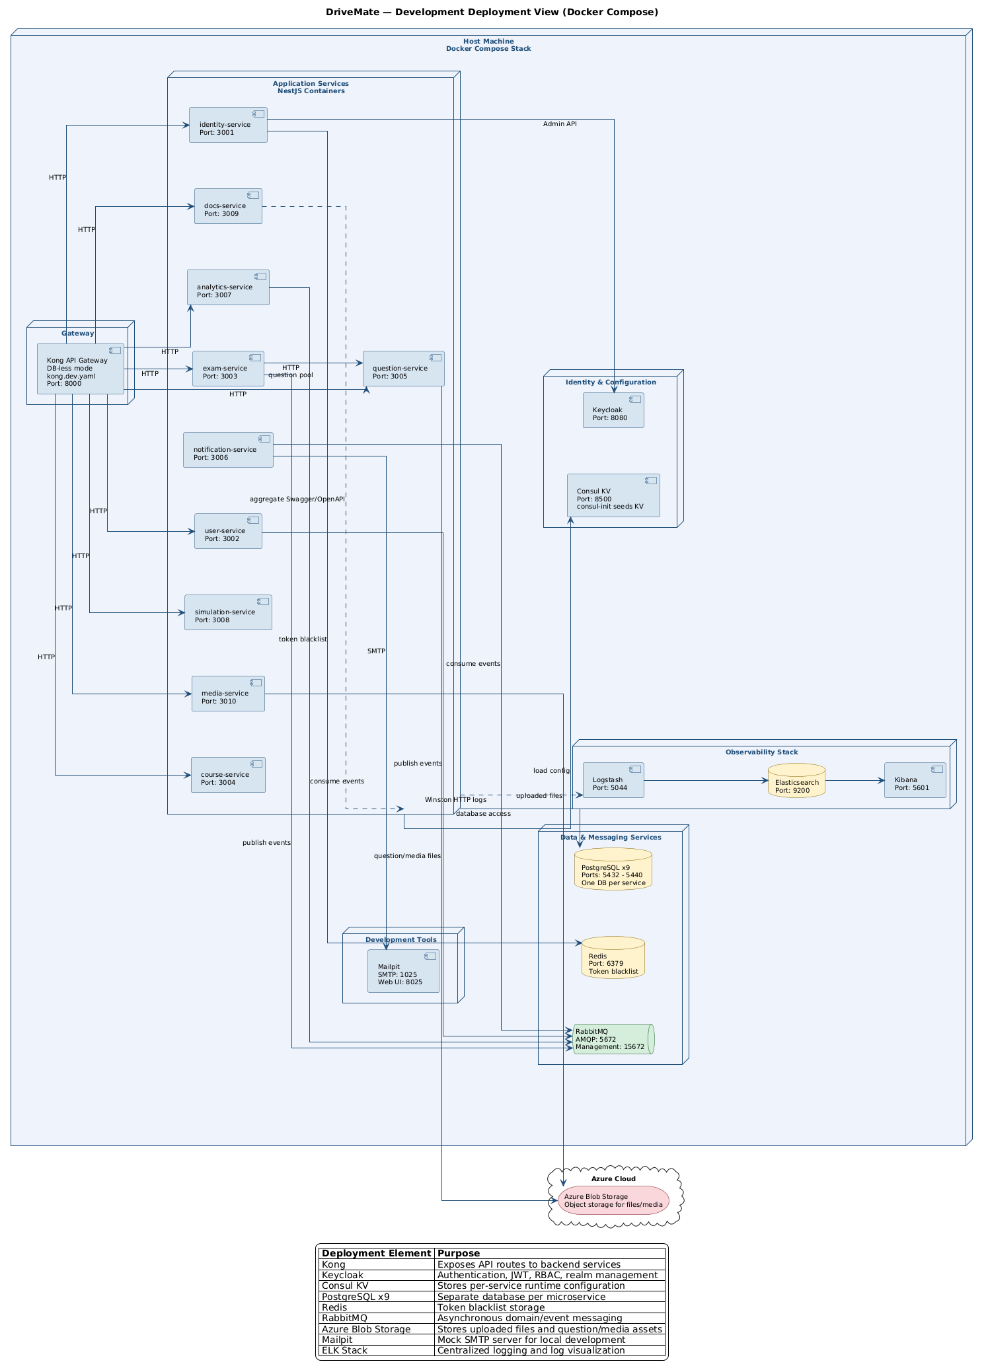 DriveMate — Development Deployment View (Docker Compose)
Host Machine
Docker Compose Stack
Application Services
NestJS Containers
identity-service
Port: 3001
Admin API
HTTP
docs-service
Port: 3009
HTTP
analytics-service
Port: 3007
Gateway
Kong API Gateway
DB-less mode
kong.dev.yaml
Port: 8000
HTTP
HTTP
exam-service
Port: 3003
HTTP
question pool
question-service
Port: 3005
HTTP
Identity & Configuration
Keycloak
Port: 8080
notification-service
Port: 3006
Consul KV
Port: 8500
consul-init seeds KV
aggregate Swagger/OpenAPI
HTTP
user-service
Port: 3002
HTTP
HTTP
simulation-service
Port: 3008
token blacklist
SMTP
HTTP
consume events
media-service
Port: 3010
Observability Stack
publish events
load config
course-service
Port: 3004
consume events
Logstash
Port: 5044
Elasticsearch
Port: 9200
Kibana
Port: 5601
Winston HTTP logs
uploaded files
database access
publish events
question/media files
Data & Messaging Services
PostgreSQL x9
Ports: 5432 - 5440
One DB per service
Development Tools
Mailpit
SMTP: 1025
Web UI: 8025
Redis
Port: 6379
Token blacklist
RabbitMQ
AMQP: 5672
Management: 15672
Azure Cloud
Azure Blob Storage
Object storage for files/media
Deployment Element Purpose
Kong Exposes API routes to backend services
Keycloak Authentication, JWT, RBAC, realm management
Consul KV Stores per-service runtime configuration
PostgreSQL x9 Separate database per microservice
Redis Token blacklist storage
RabbitMQ Asynchronous domain/event messaging
Azure Blob Storage Stores uploaded files and question/media assets
Mailpit Mock SMTP server for local development
ELK Stack Centralized logging and log visualization